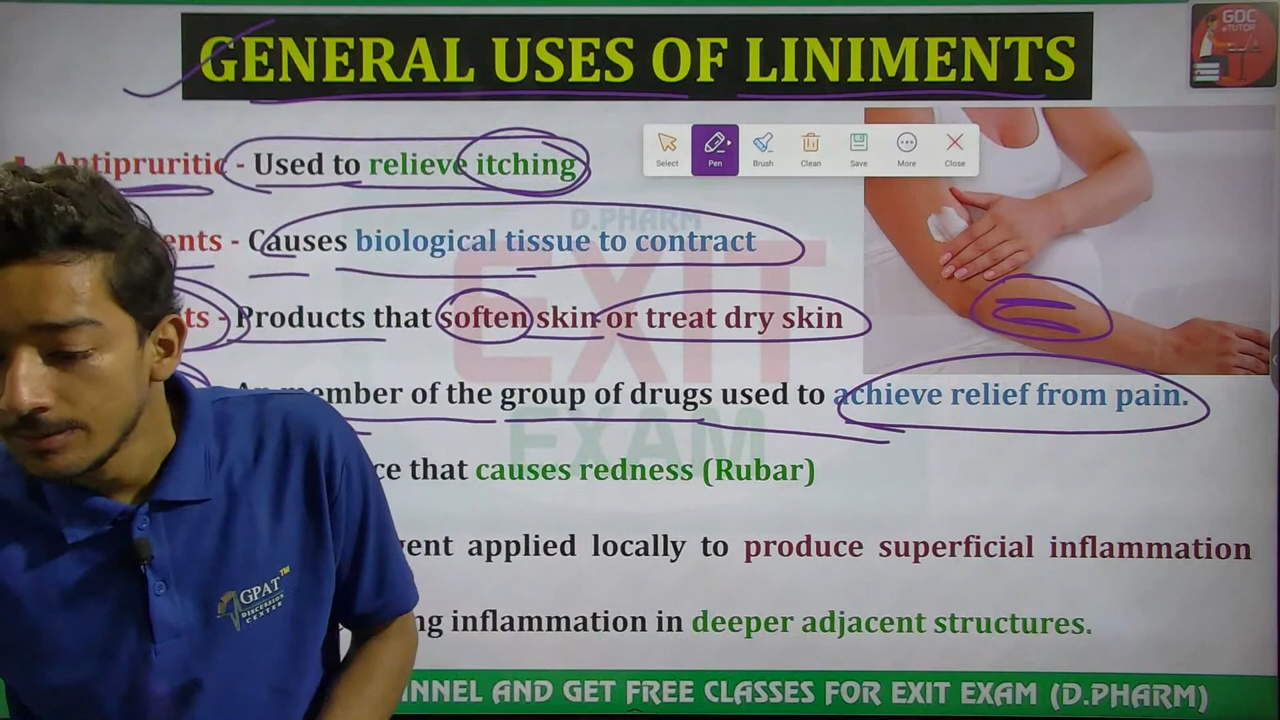 GENERAL USES OF LINIMENTS
GDC
eTUTOR
Select
Pen
Brush
Clean
Save
More
Close
Antipruritic - Used to relieve itching
ents - Causes biological tissue to contract
ts - Products that soften skin or treat dry skin
member of the group of drugs used to achieve relief from pain.
ce that causes redness (Rubar)
gent applied locally to produce superficial inflammation
ng inflammation in deeper adjacent structures.
D.PHARM
EXIT
EXAM
GPAT™
DISCUSSION
CENTER
NNEL AND GET FREE CLASSES FOR EXIT EXAM (D.PHARM)